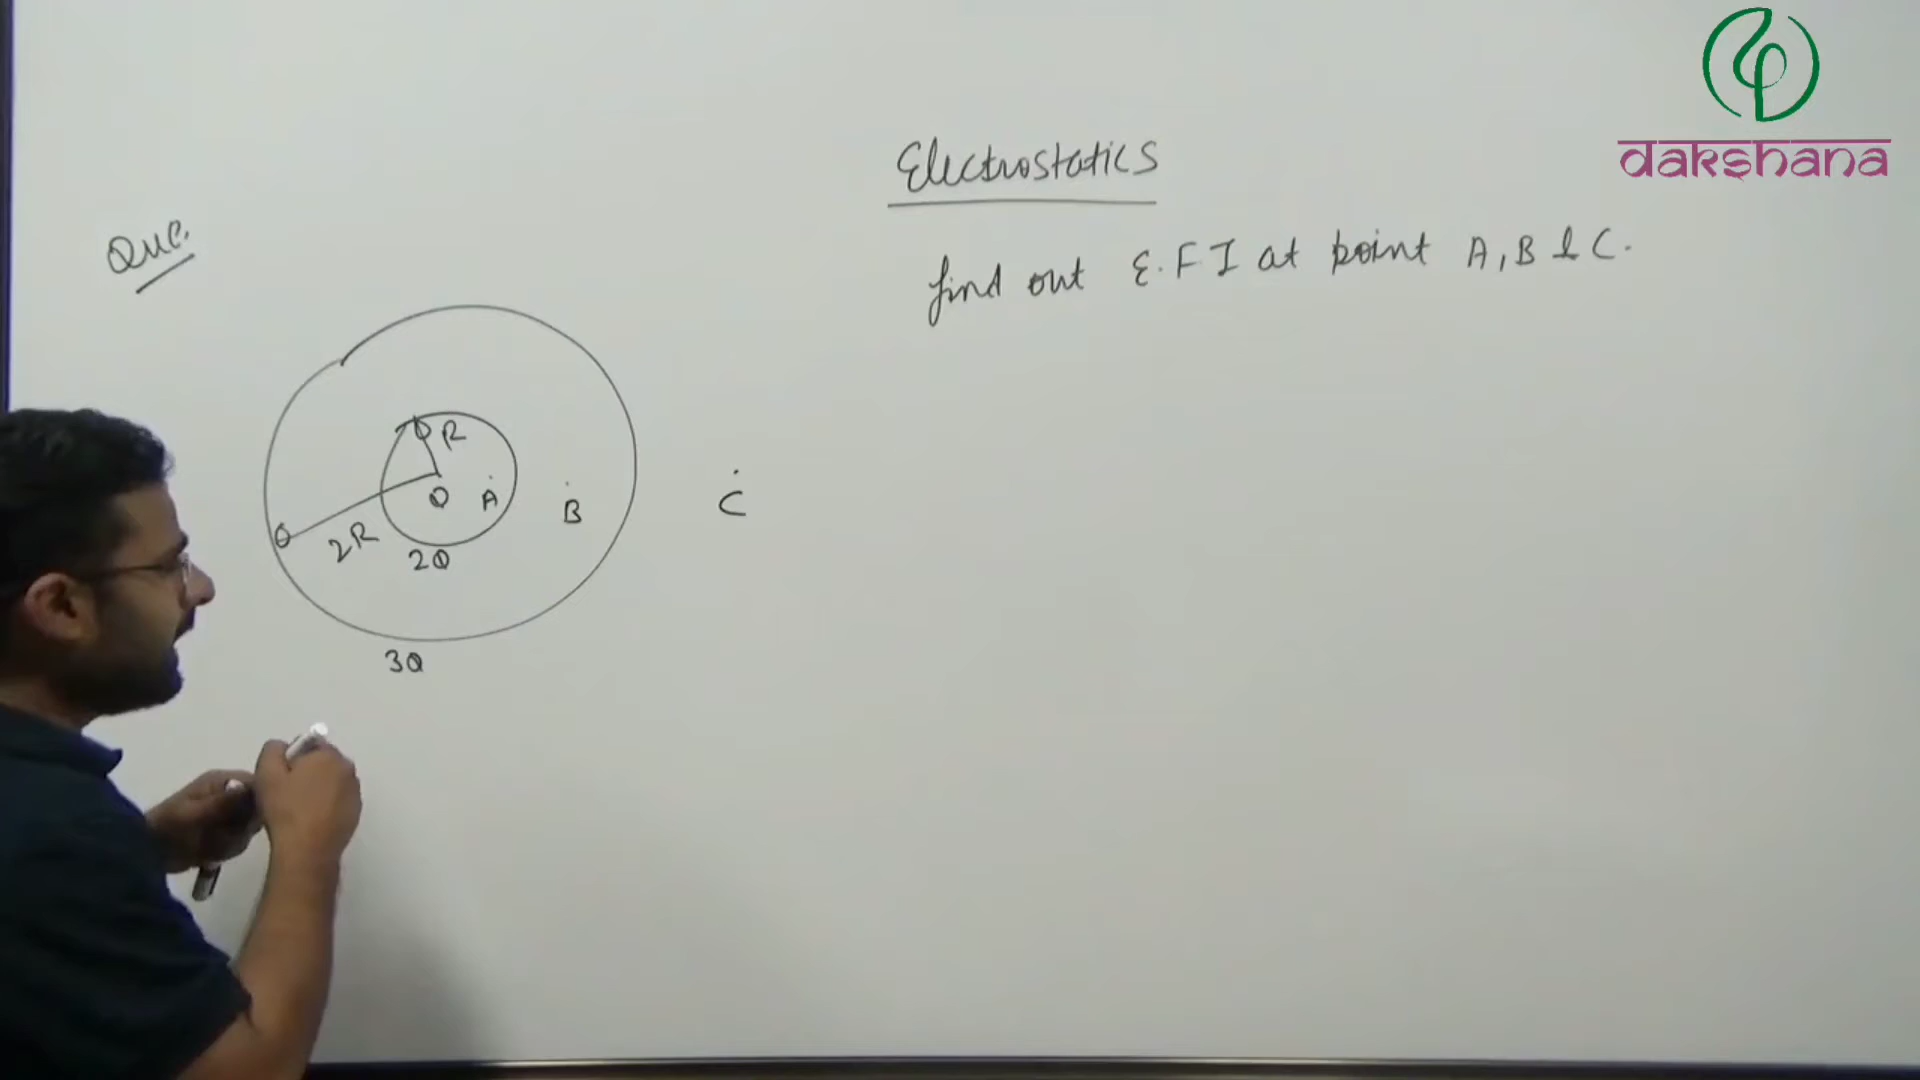 dakshana
Electrostatics
Que.
find out E.F I at point A, B & C.
R
Q A
B
C
2R
2Q
3Q